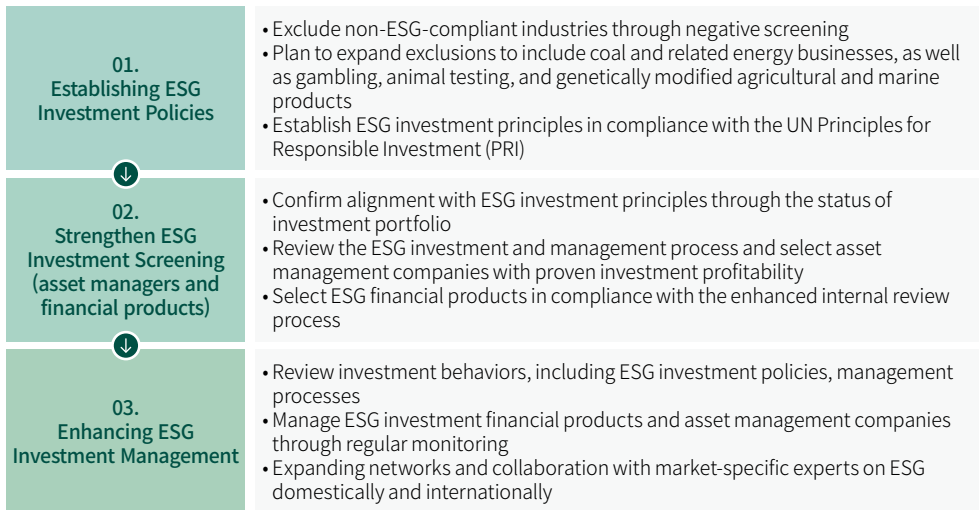 01.
Establishing ESG
Investment Policies
• Exclude non-ESG-compliant industries through negative screening
• Plan to expand exclusions to include coal and related energy businesses, as well
as gambling, animal testing, and genetically modified agricultural and marine
products
• Establish ESG investment principles in compliance with the UN Principles for
Responsible Investment (PRI)
02.
Strengthen ESG
Investment Screening
(asset managers and
financial products)
• Confirm alignment with ESG investment principles through the status of
investment portfolio
• Review the ESG investment and management process and select asset
management companies with proven investment profitability
• Select ESG financial products in compliance with the enhanced internal review
process
03.
Enhancing ESG
Investment Management
• Review investment behaviors, including ESG investment policies, management
processes
• Manage ESG investment financial products and asset management companies
through regular monitoring
• Expanding networks and collaboration with market-specific experts on ESG
domestically and internationally